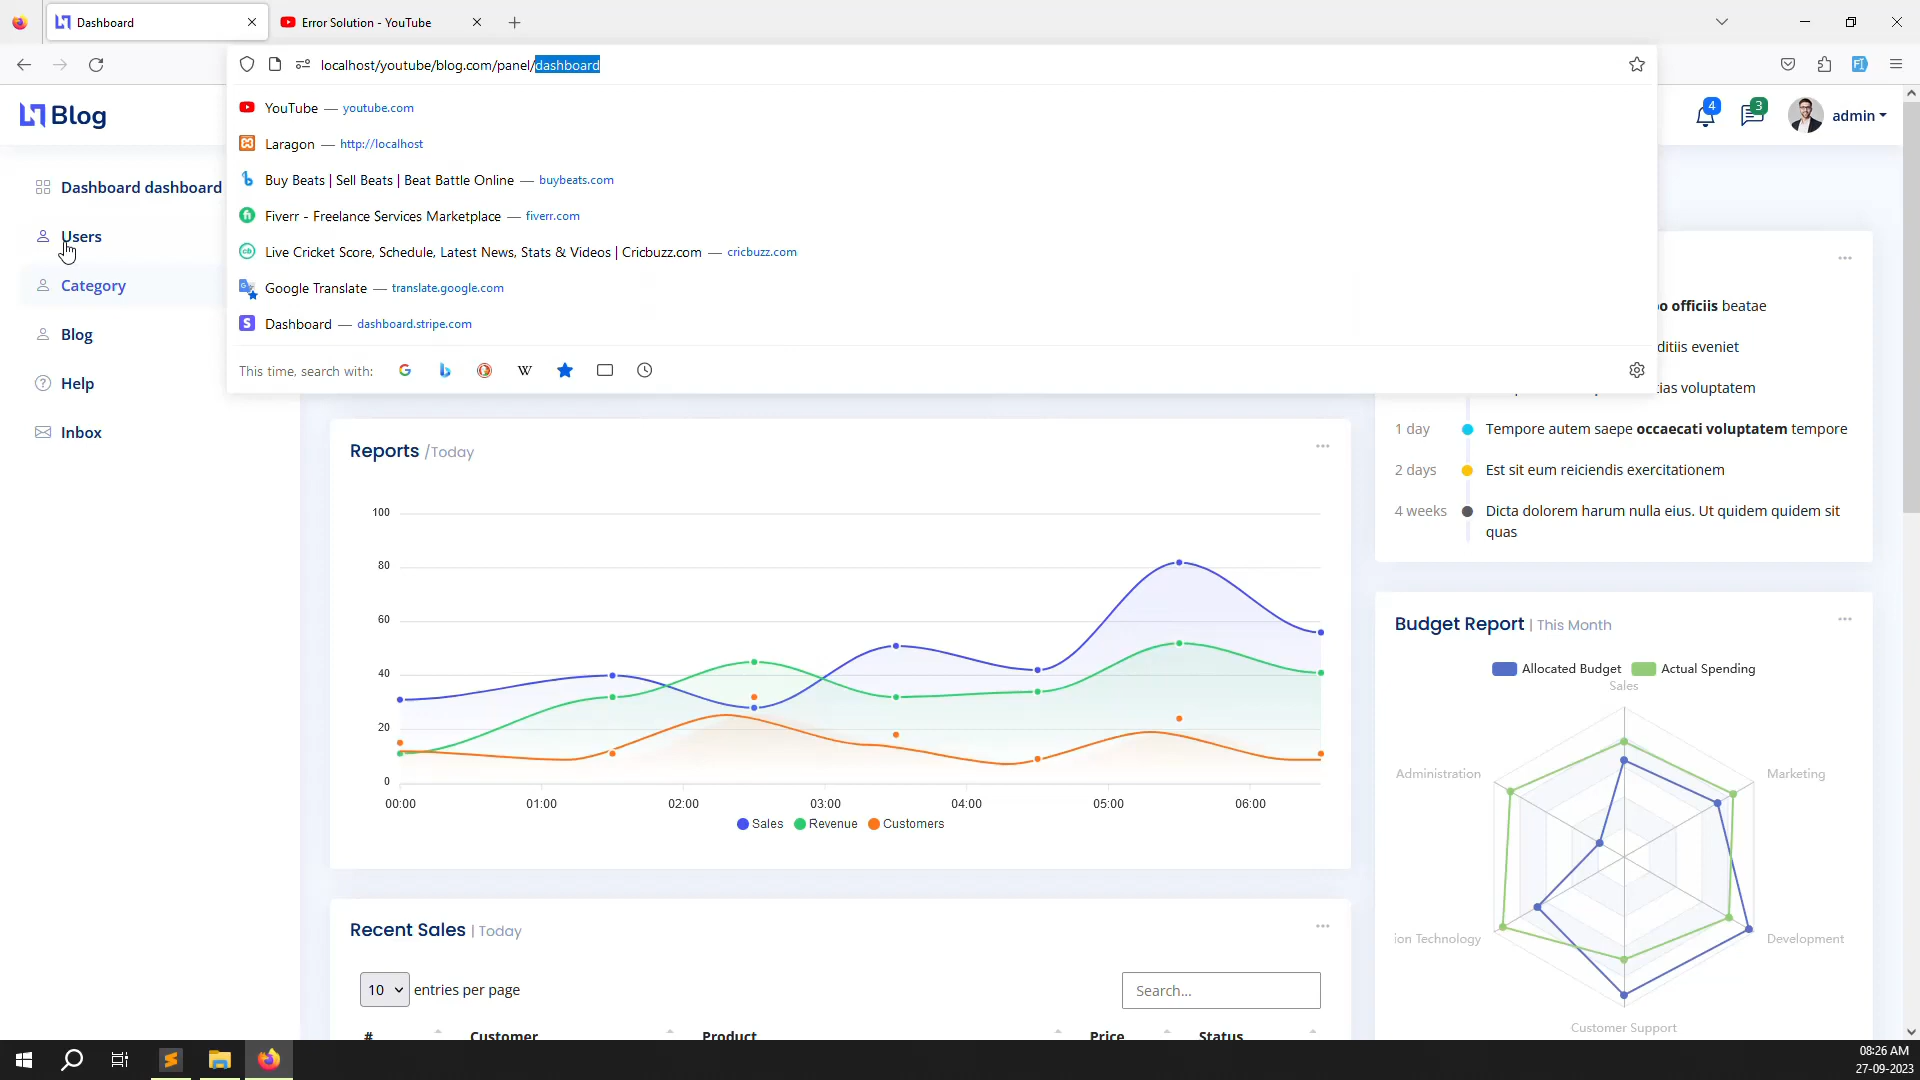 Dashboard
Error Solution - YouTube
localhost/youtube/blog.com/panel/dashboard
YouTube — youtube.com
Laragon — http://localhost
Buy Beats | Sell Beats | Beat Battle Online — buybeats.com
Fiverr - Freelance Services Marketplace — fiverr.com
Live Cricket Score, Schedule, Latest News, Stats & Videos | Cricbuzz.com — cricbuzz.com
Google Translate — translate.google.com
Dashboard — dashboard.stripe.com
This time, search with:
Blog
4
3
admin
Dashboard dashboard
Users
Category
Blog
Help
Inbox
officiis beatae
ditiis eveniet
ias voluptatem
1 day Tempore autem saepe occaecati voluptatem tempore
2 days Est sit eum reiciendis exercitationem
4 weeks Dicta dolorem harum nulla eius. Ut quidem quidem sit
quas
Reports /Today
100
80
60
40
20
0
00:00 01:00 02:00 03:00 04:00 05:00 06:00
Sales Revenue Customers
Budget Report | This Month
Allocated Budget Actual Spending
Sales
Administration
Marketing
ion Technology
Development
Customer Support
Recent Sales | Today
10 entries per page
Search...
# Customer Product Price Status
08:26 AM
27-09-2023